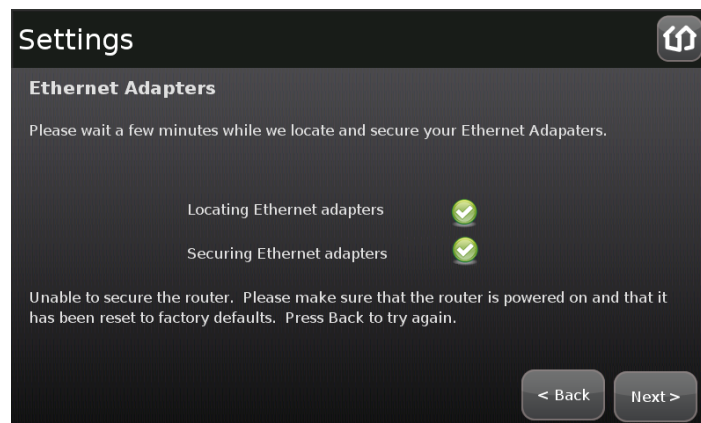 Settings
Ethernet Adapters
Please wait a few minutes while we locate and secure your Ethernet Adapaters.
Locating Ethernet adapters
Securing Ethernet adapters
Unable to secure the router.  Please make sure that the router is powered on and that it
has been reset to factory defaults.  Press Back to try again.
< Back
Next >